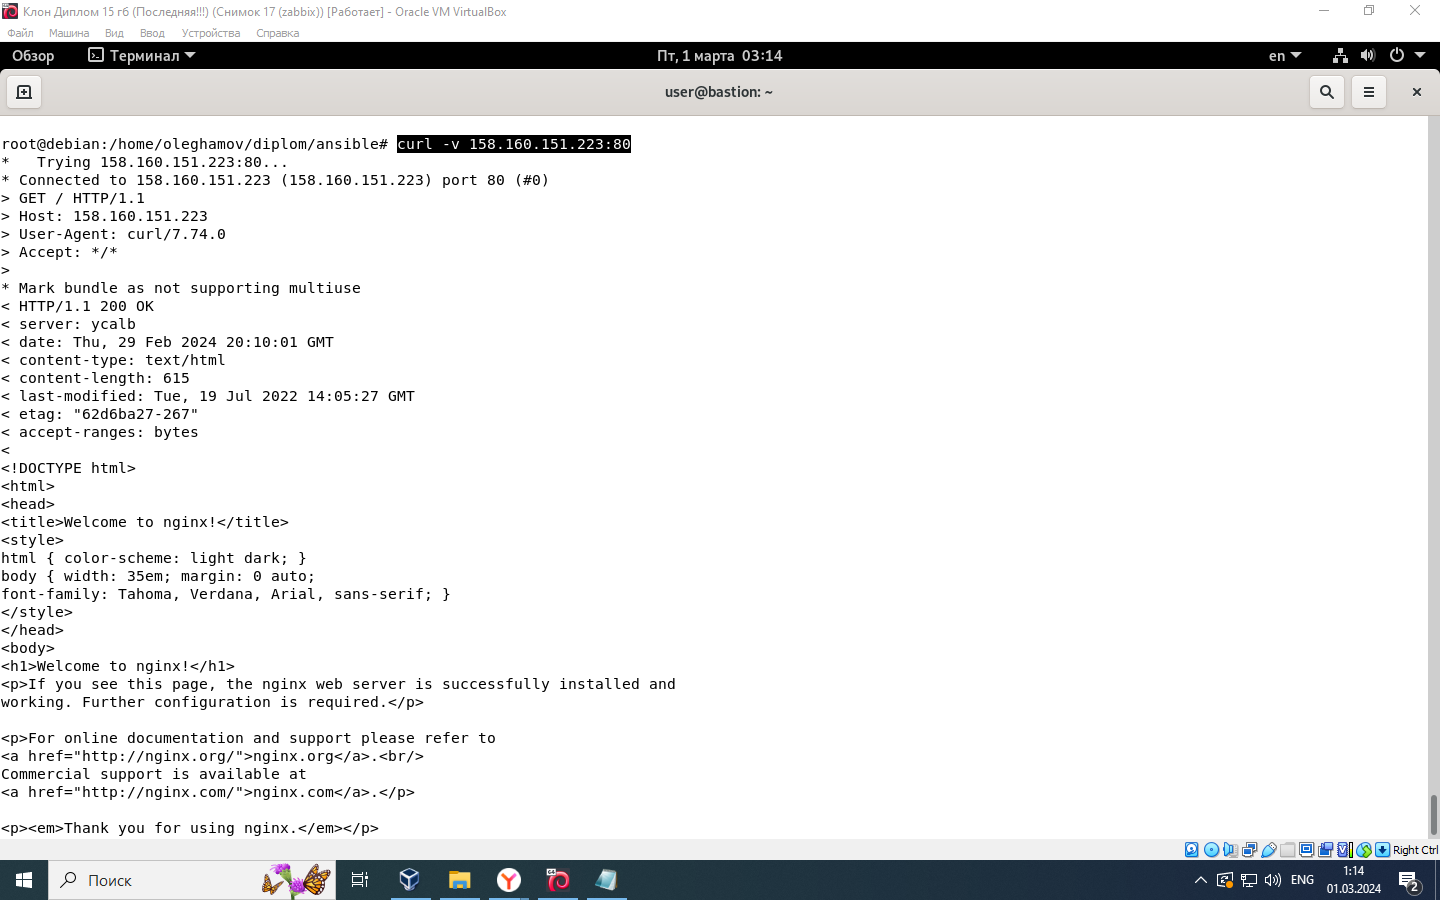 Клон Диплом 15 гб (Последняя!!!) (Снимок 17 (zabbix)) [Работает] - Oracle VM VirtualBox
Файл Машина Вид Ввод Устройства Справка
Обзор Терминал Пт, 1 марта 03:14 en
user@bastion: ~
root@debian:/home/oleghamov/diplom/ansible# curl -v 158.160.151.223:80
*   Trying 158.160.151.223:80...
* Connected to 158.160.151.223 (158.160.151.223) port 80 (#0)
> GET / HTTP/1.1
> Host: 158.160.151.223
> User-Agent: curl/7.74.0
> Accept: */*
>
* Mark bundle as not supporting multiuse
< HTTP/1.1 200 OK
< server: ycalb
< date: Thu, 29 Feb 2024 20:10:01 GMT
< content-type: text/html
< content-length: 615
< last-modified: Tue, 19 Jul 2022 14:05:27 GMT
< etag: "62d6ba27-267"
< accept-ranges: bytes
<
<!DOCTYPE html>
<html>
<head>
<title>Welcome to nginx!</title>
<style>
html { color-scheme: light dark; }
body { width: 35em; margin: 0 auto;
font-family: Tahoma, Verdana, Arial, sans-serif; }
</style>
</head>
<body>
<h1>Welcome to nginx!</h1>
<p>If you see this page, the nginx web server is successfully installed and
working. Further configuration is required.</p>
<p>For online documentation and support please refer to
<a href="http://nginx.org/">nginx.org</a>.<br/>
Commercial support is available at
<a href="http://nginx.com/">nginx.com</a>.</p>
<p><em>Thank you for using nginx.</em></p>
Right Ctrl
Поиск
ENG
1:14
01.03.2024
2